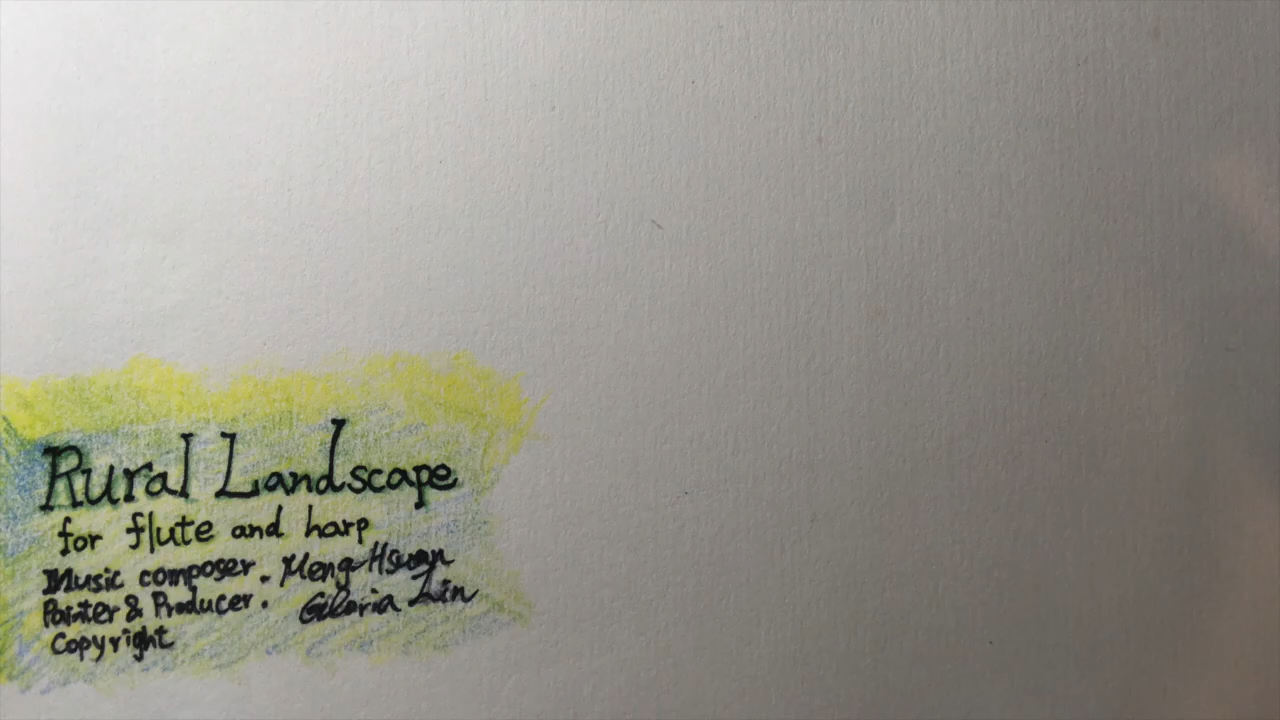 Rural Landscape
for flute and harp
Music composer. Meng-Hsuan
Painter & Producer. Gloria Lin
Copyright